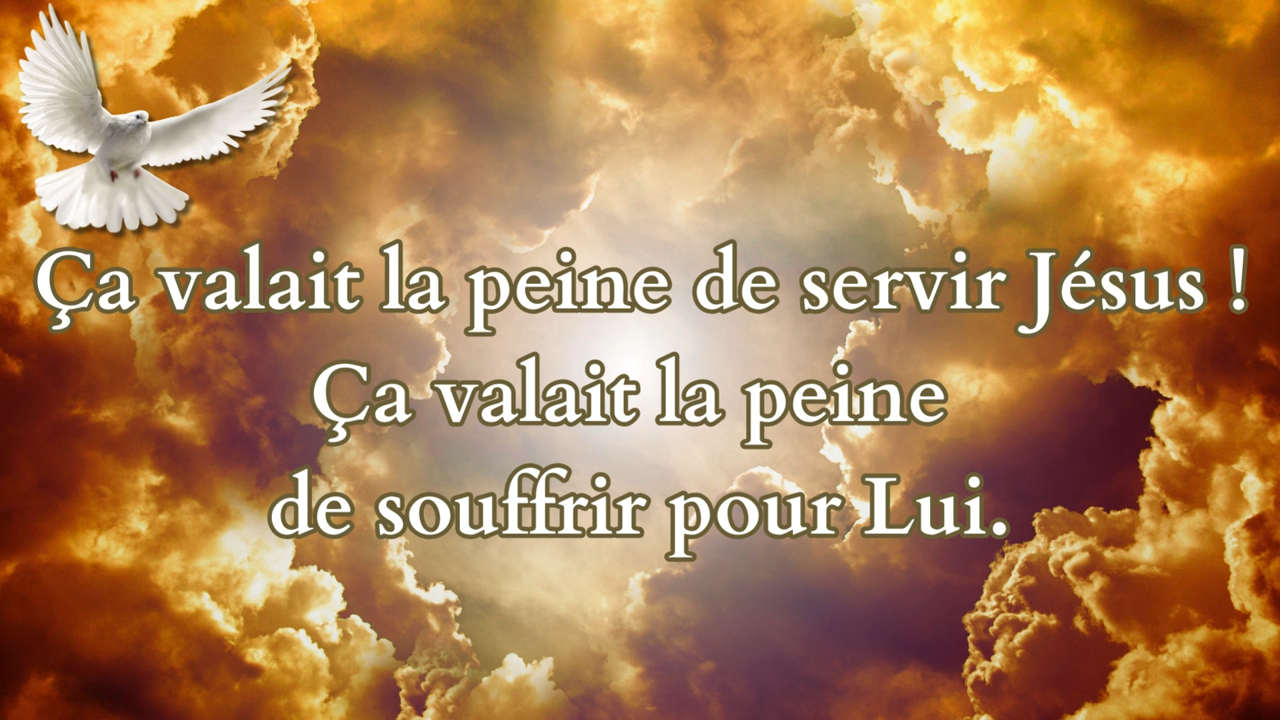 Ça valait la peine de servir Jésus !
Ça valait la peine
de souffrir pour Lui.